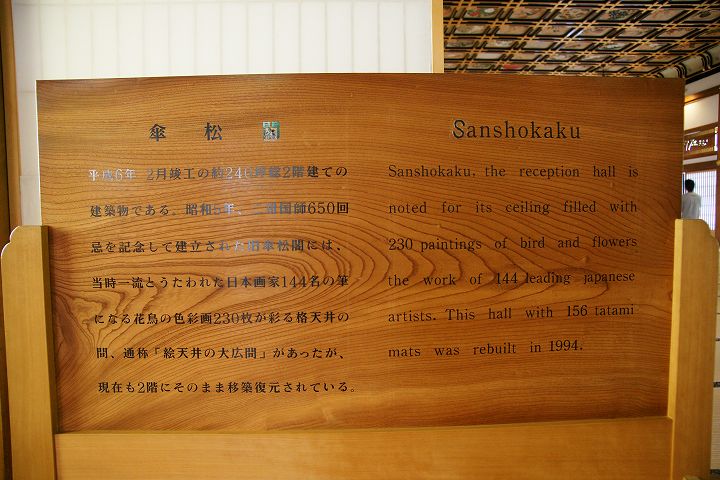 傘松閣
平成6年 2月竣工の約 2階建ての
建築物である。昭和5年、二祖国師650回
忌を記念して建立された旧傘松閣には、
当時一流とうたわれた日本画家144名の筆
になる花鳥の色彩画230枚が彩る格天井の
間、通称「絵天井の大広間」があったが、
現在も2階にそのまま移築復元されている。
Sanshokaku
Sanshokaku, the reception hall is
noted for its ceiling filled with
230 paintings of bird and flowers
the work of 144 leading japanese
artists. This hall with 156 tatami
mats was rebuilt in 1994.